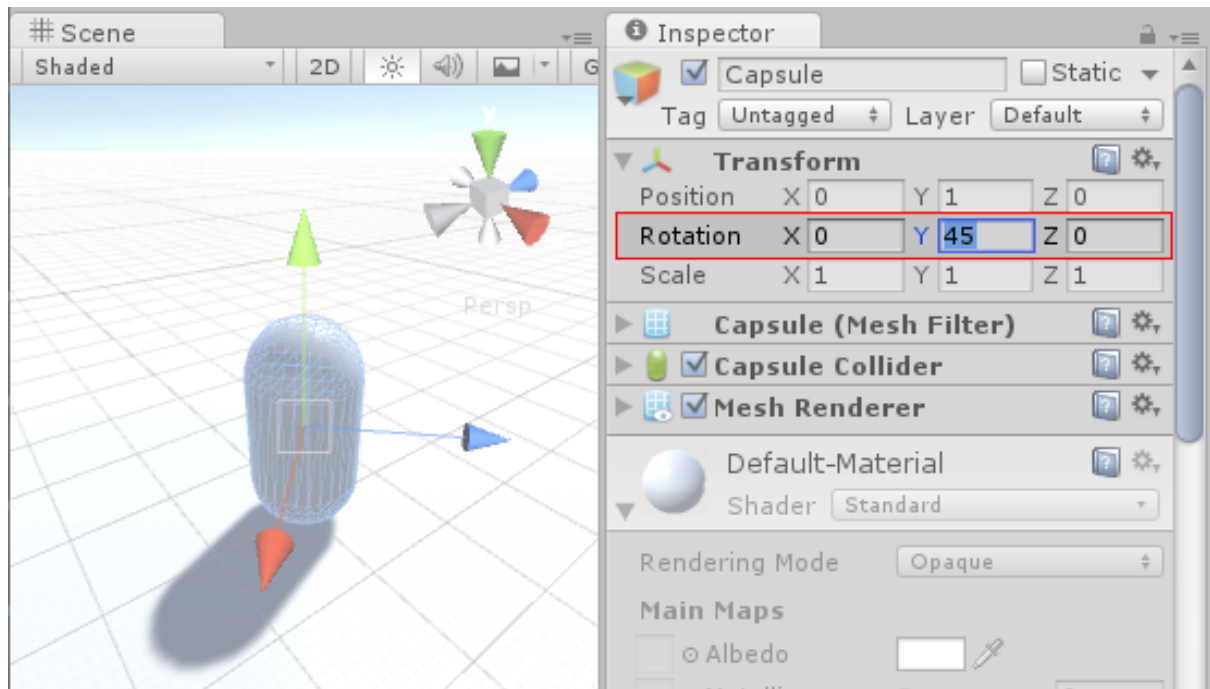 Scene
Shaded 2D G
y
Persp
Inspector
Capsule Static
Tag Untagged Layer Default
Transform
Position X 0 Y 1 Z 0
Rotation X 0 Y 45 Z 0
Scale X 1 Y 1 Z 1
Capsule (Mesh Filter)
Capsule Collider
Mesh Renderer
Default-Material
Shader Standard
Rendering Mode Opaque
Main Maps
Albedo